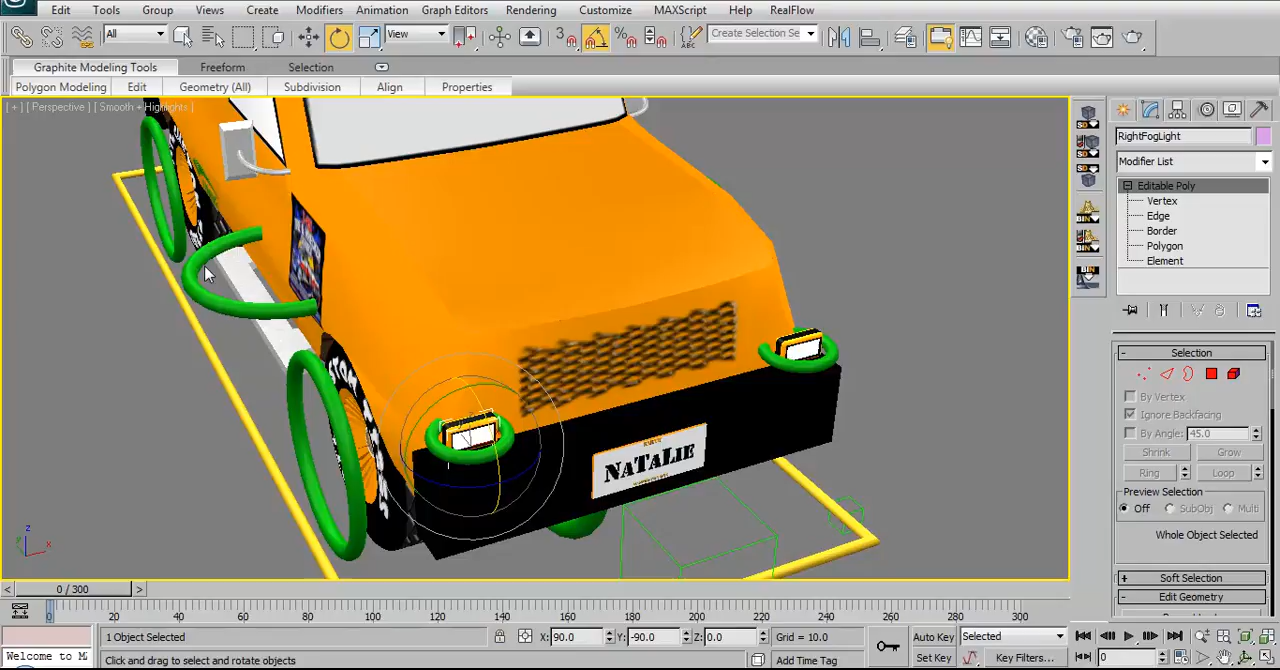 Edit Tools Group Views Create Modifiers Animation Graph Editors Rendering Customize MAXScript Help RealFlow
All View 3 Create Selection Se
Graphite Modeling Tools Freeform Selection
Polygon Modeling Edit Geometry (All) Subdivision Align Properties
[ + ] [ Perspective ] [ Smooth + Highlights ]
RightFogLight
Modifier List
Editable Poly
Vertex
Edge
Border
Polygon
Element
Selection
By Vertex
Ignore Backfacing
By Angle: 45.0
Shrink Grow
Ring Loop
Preview Selection
Off SubObj Multi
Whole Object Selected
Soft Selection
Edit Geometry
NATALIE
z
x
< 0 / 300 >
0 20 40 60 80 100 120 140 160 180 200 220 240 260 280 300
1 Object Selected X: 90.0 Y: -90.0 Z: 0.0 Grid = 10.0 Auto Key Selected
Welcome to M Click and drag to select and rotate objects Add Time Tag Set Key Key Filters... 0